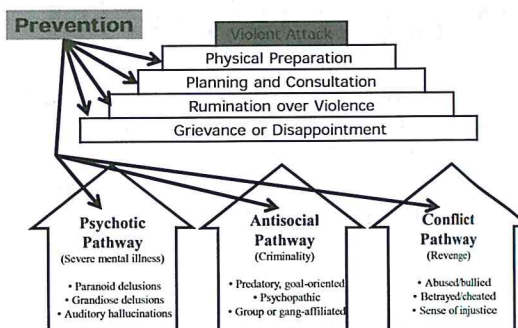 Prevention
Violent Attack
Physical Preparation
Planning and Consultation
Rumination over Violence
Grievance or Disappointment
Psychotic
Pathway
(Severe mental illness)
• Paranoid delusions
• Grandiose delusions
• Auditory hallucinations
Antisocial
Pathway
(Criminality)
• Predatory, goal-oriented
• Psychopathic
• Group or gang-affiliated
Conflict
Pathway
(Revenge)
• Abused/bullied
• Betrayed/cheated
• Sense of injustice